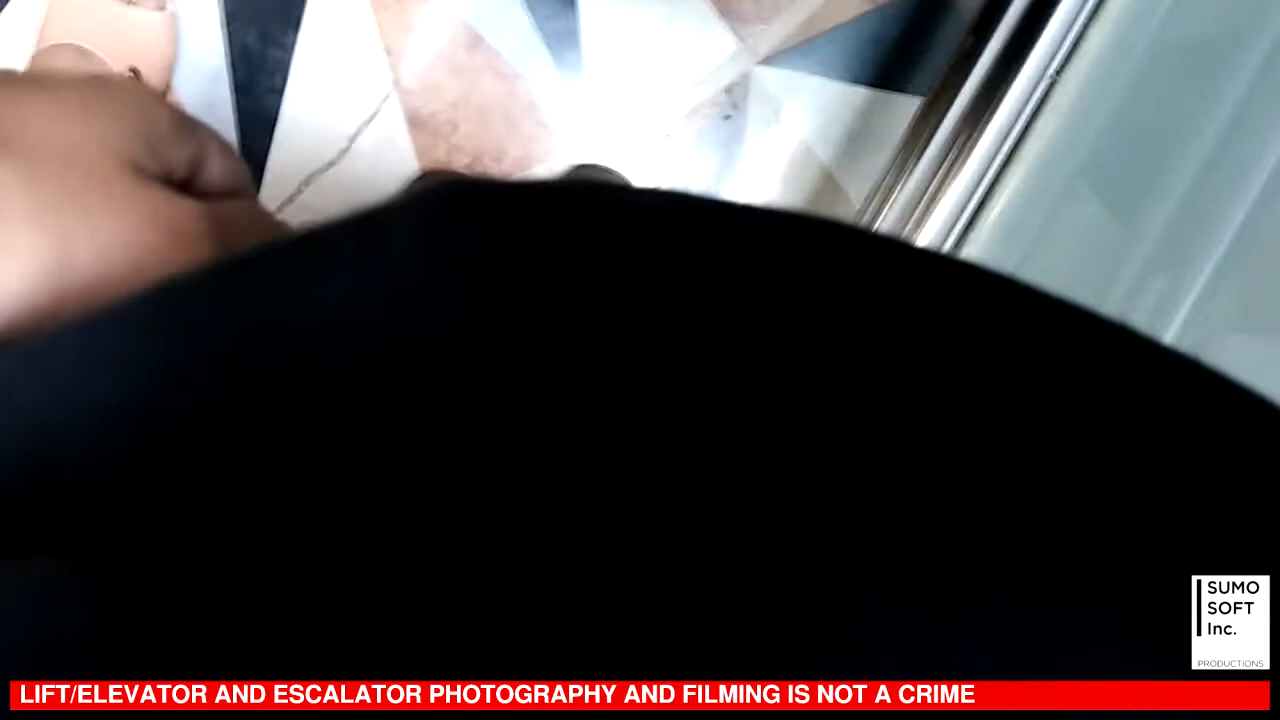 SUMO
SOFT
Inc.
PRODUCTIONS
LIFT/ELEVATOR AND ESCALATOR PHOTOGRAPHY AND FILMING IS NOT A CRIME